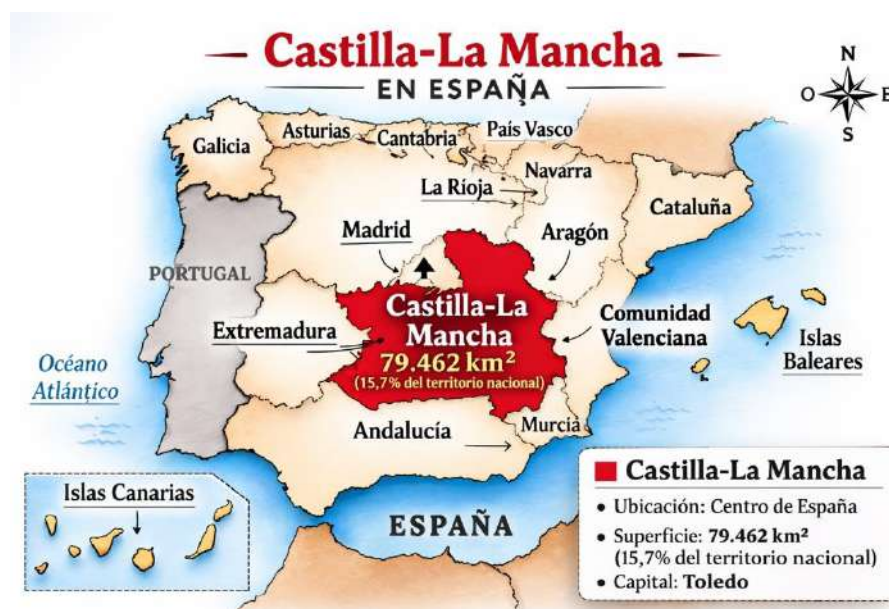 Castilla-La Mancha
EN ESPAÑA
N
O
E
S
Galicia
Asturias
Cantabria
País Vasco
Navarra
La Rioja
Cataluña
Madrid
Aragón
PORTUGAL
Castilla-La
Mancha
79.462 km²
(15,7% del territorio nacional)
Extremadura
Comunidad
Valenciana
Islas
Baleares
Océano
Atlántico
Andalucía
Murcia
Islas Canarias
ESPAÑA
Castilla-La Mancha
• Ubicación: Centro de España
• Superficie: 79.462 km²
(15,7% del territorio nacional)
• Capital: Toledo